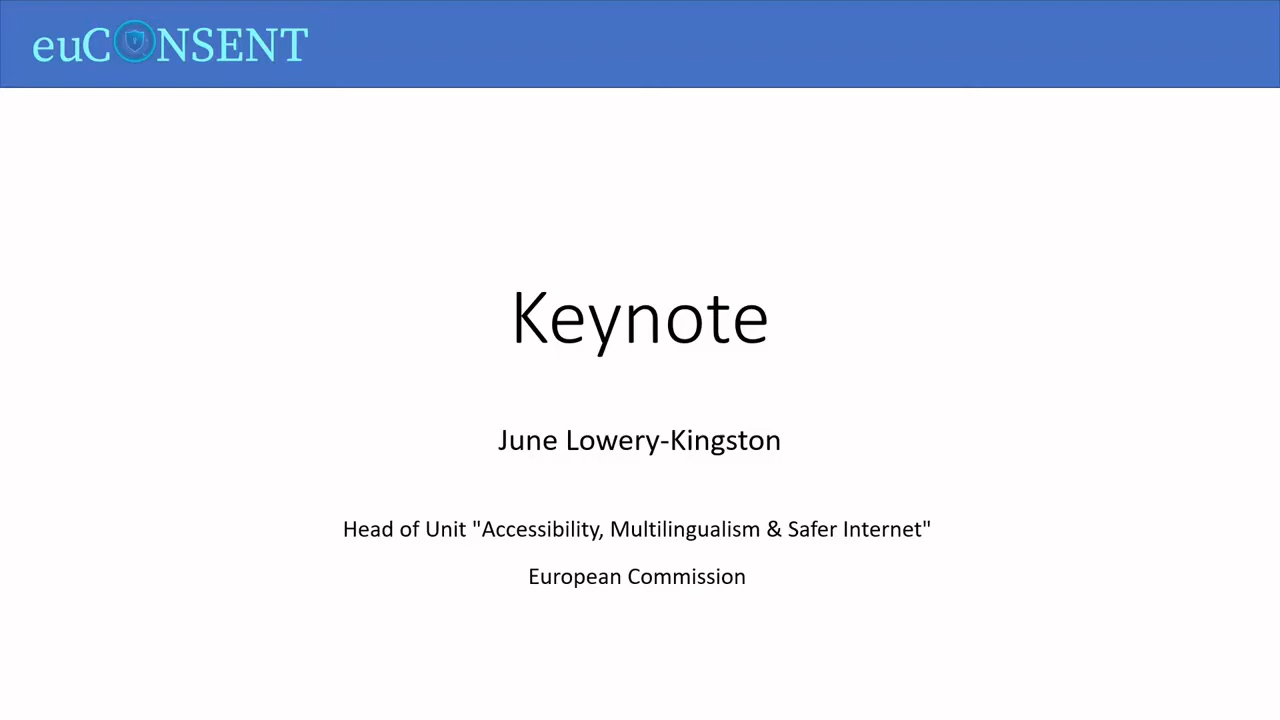 euCONSENT
Keynote
June Lowery-Kingston
Head of Unit "Accessibility, Multilingualism & Safer Internet"
European Commission